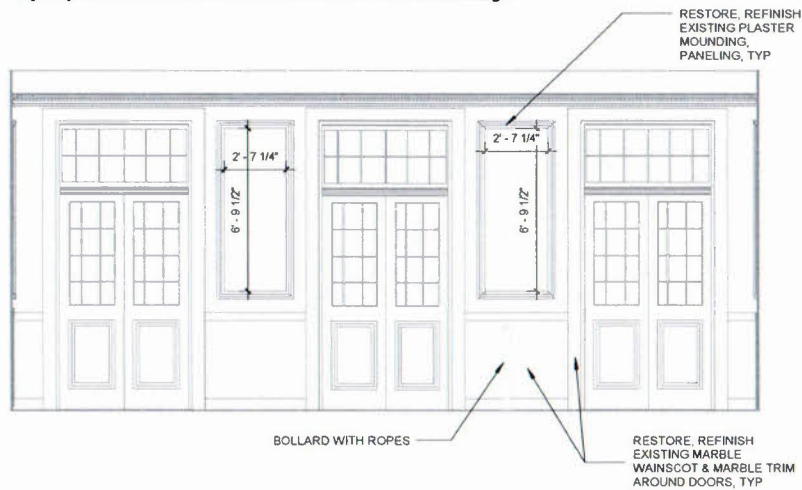 RESTORE, REFINISH
EXISTING PLASTER
MOUNDING,
PANELING, TYP
2' - 7 1/4"
6' - 9 1/2"
2' - 7 1/4"
6' - 9 1/2"
BOLLARD WITH ROPES
RESTORE, REFINISH
EXISTING MARBLE
WAINSCOT & MARBLE TRIM
AROUND DOORS, TYP